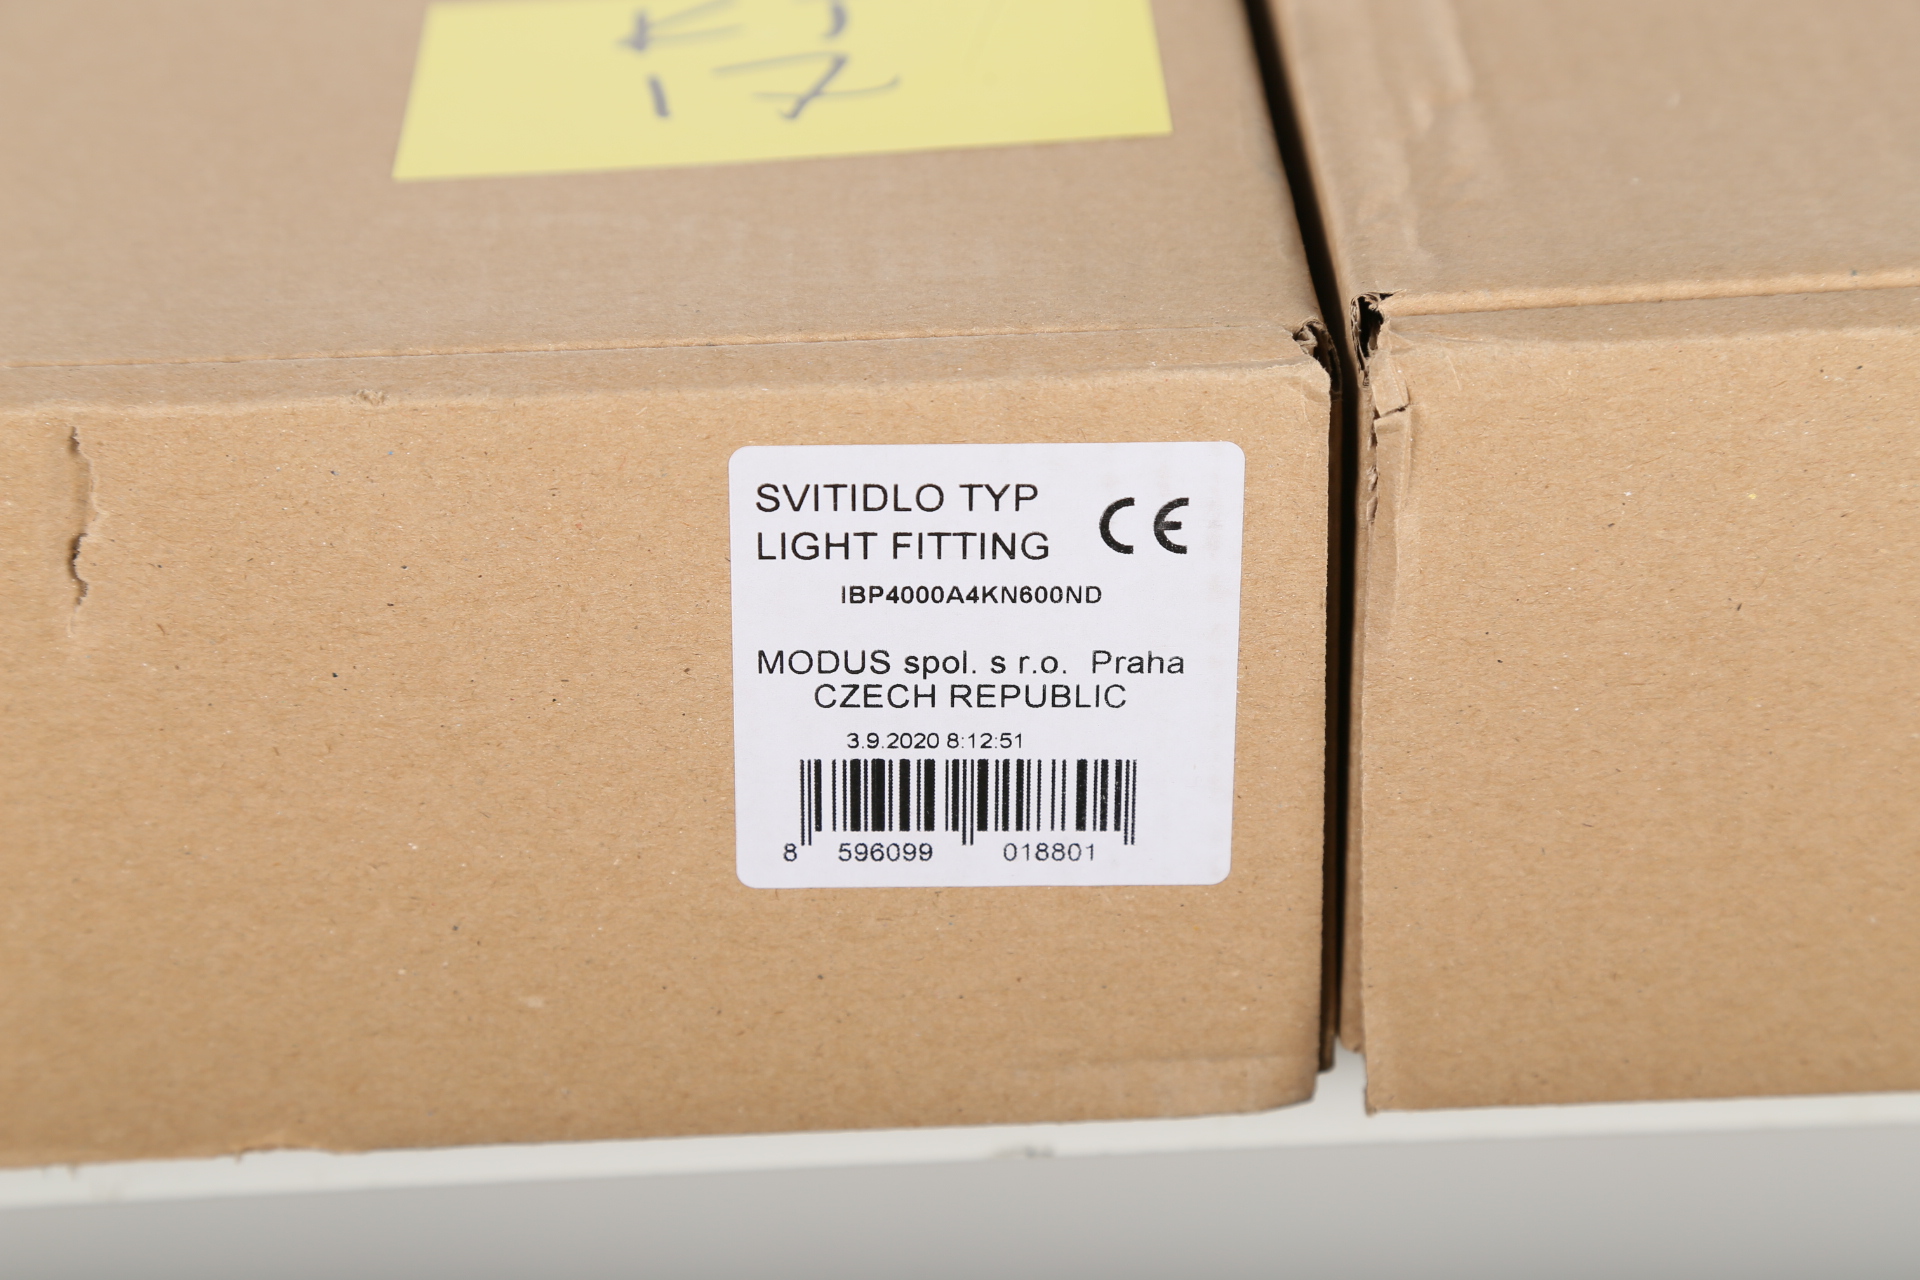 SVITIDLO TYP
LIGHT FITTING
CE
IBP4000A4KN600ND
MODUS spol. s r.o. Praha
CZECH REPUBLIC
3.9.2020 8:12:51
8 596099 018801